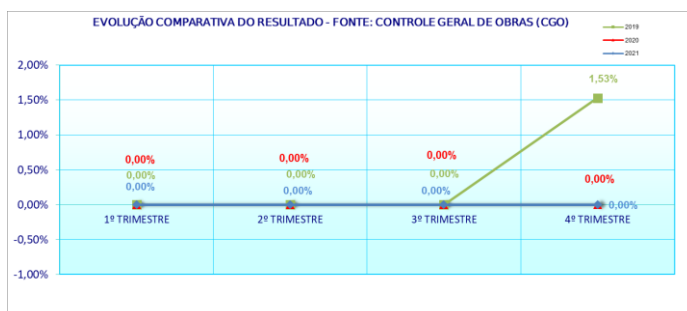 EVOLUÇÃO COMPARATIVA DO RESULTADO - FONTE: CONTROLE GERAL DE OBRAS (CGO)
2019
2020
2021
2,00%
1,53%
1,50%
1,00%
0,00% 0,00% 0,00%
0,50%
0,00% 0,00% 0,00% 0,00%
0,00% 0,00% 0,00%
0,00% 0,00%
1º TRIMESTRE 2º TRIMESTRE 3º TRIMESTRE 4º TRIMESTRE
-0,50%
-1,00%